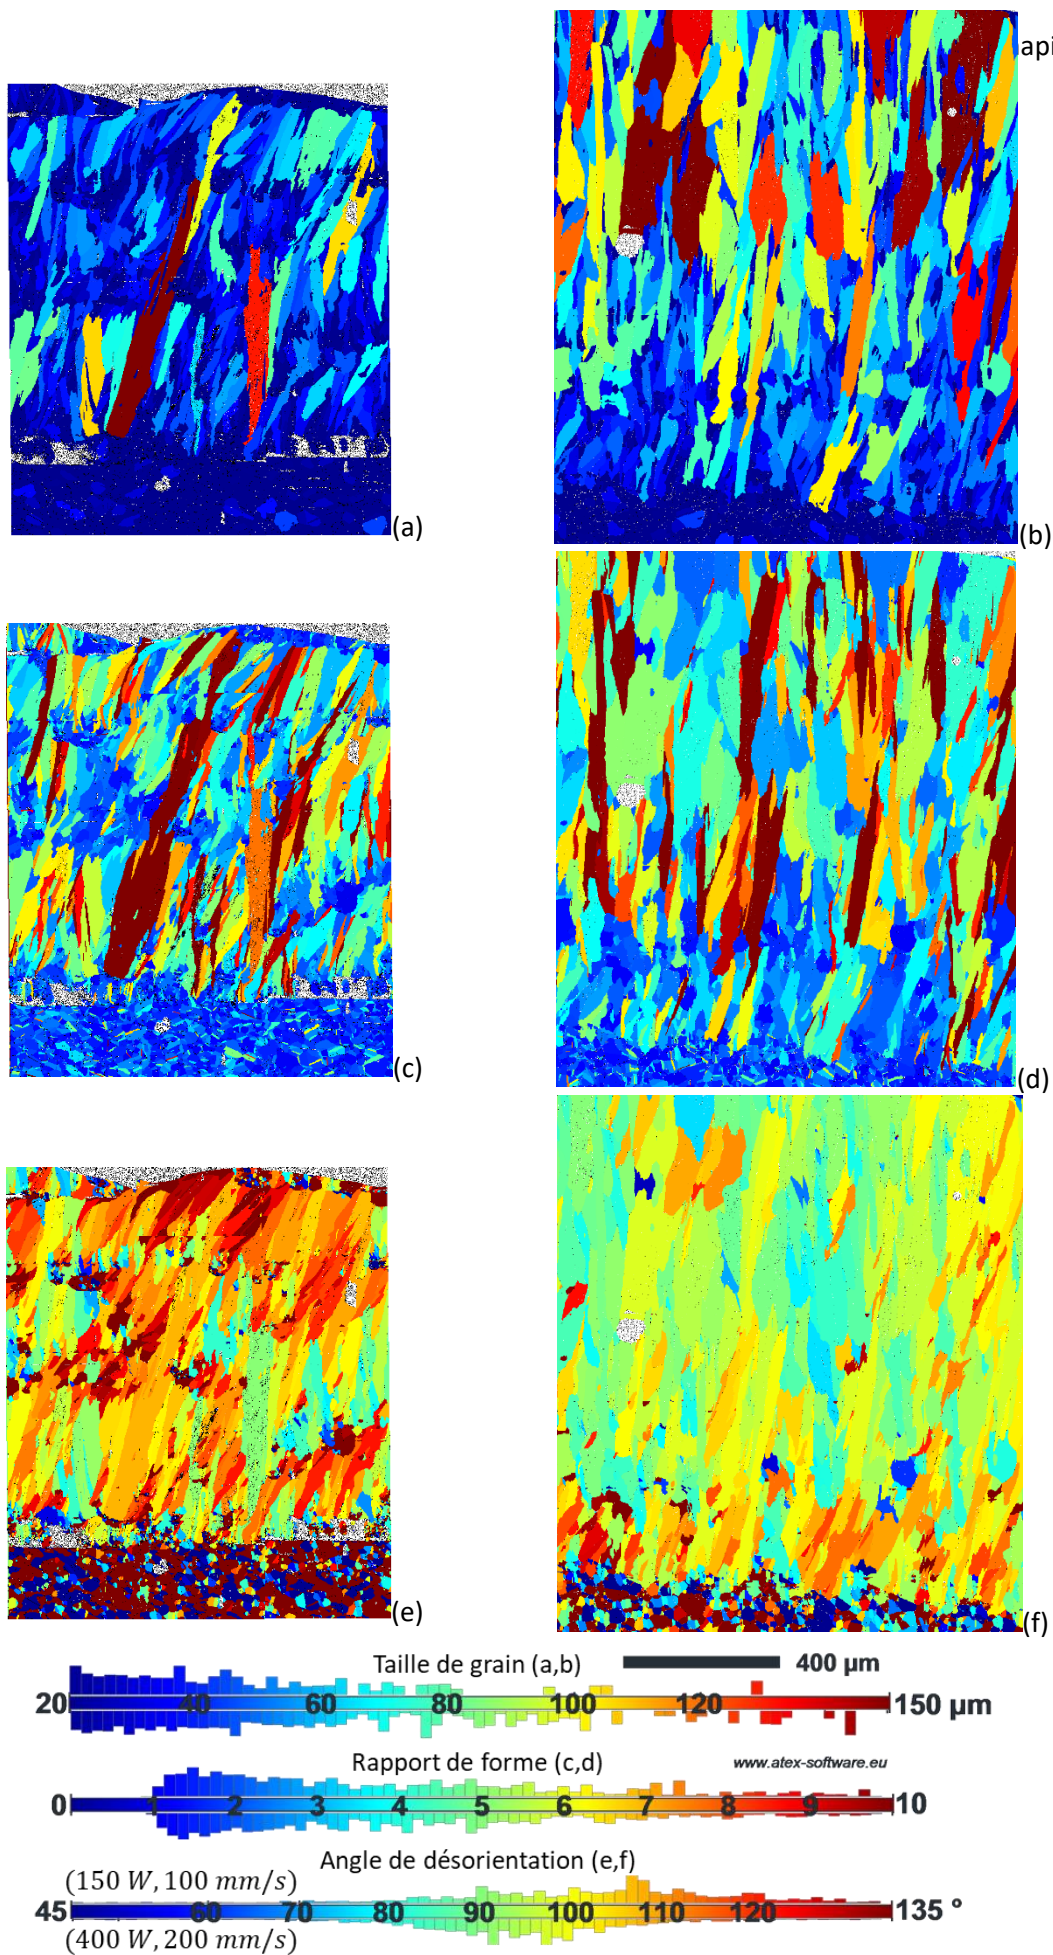 api
(a)
(b)
(c)
(d)
(e)
(f)
Taille de grain (a,b)
400 µm
20 40 60 80 100 120 150 µm
Rapport de forme (c,d)
www.atex-software.eu
0 1 2 3 4 5 6 7 8 9 10
Angle de désorientation (e,f)
(150 W, 100 mm/s)
45 60 70 80 90 100 110 120 135 °
(400 W, 200 mm/s)